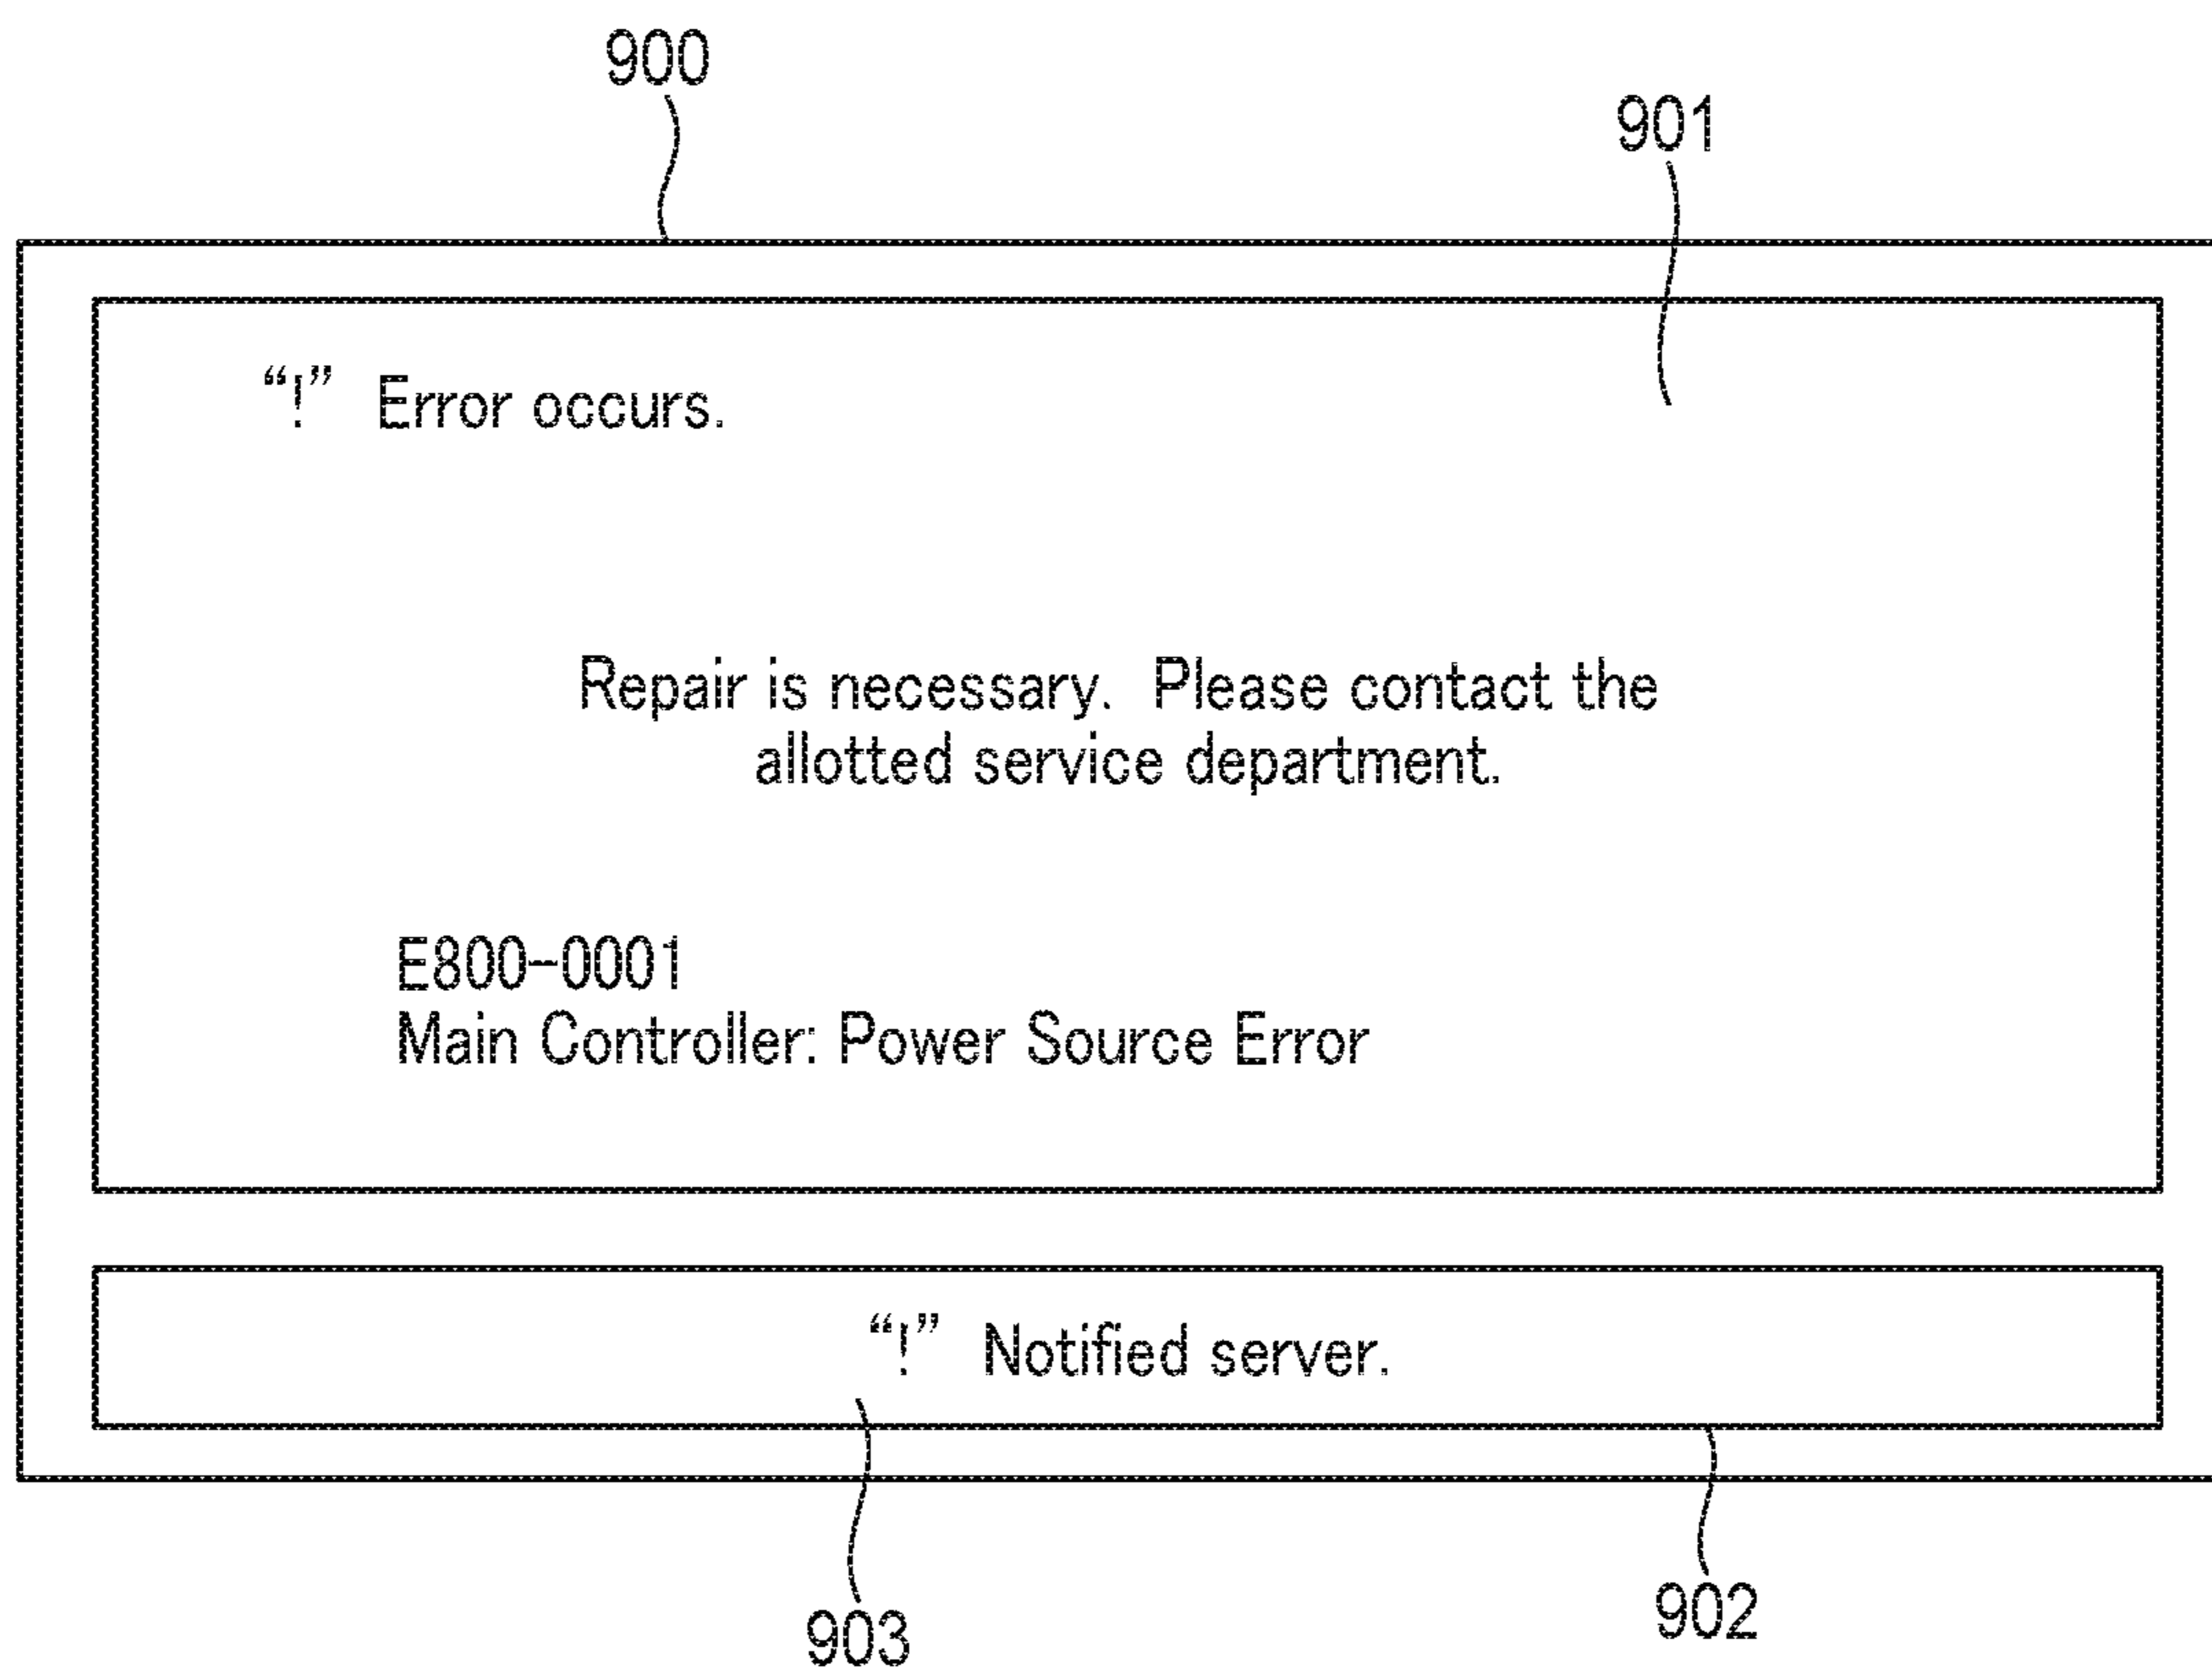 900
901
“!” Error occurs.
Repair is necessary. Please contact the
allotted service department.
E800-0001
Main Controller: Power Source Error
“!” Notified server.
903
902